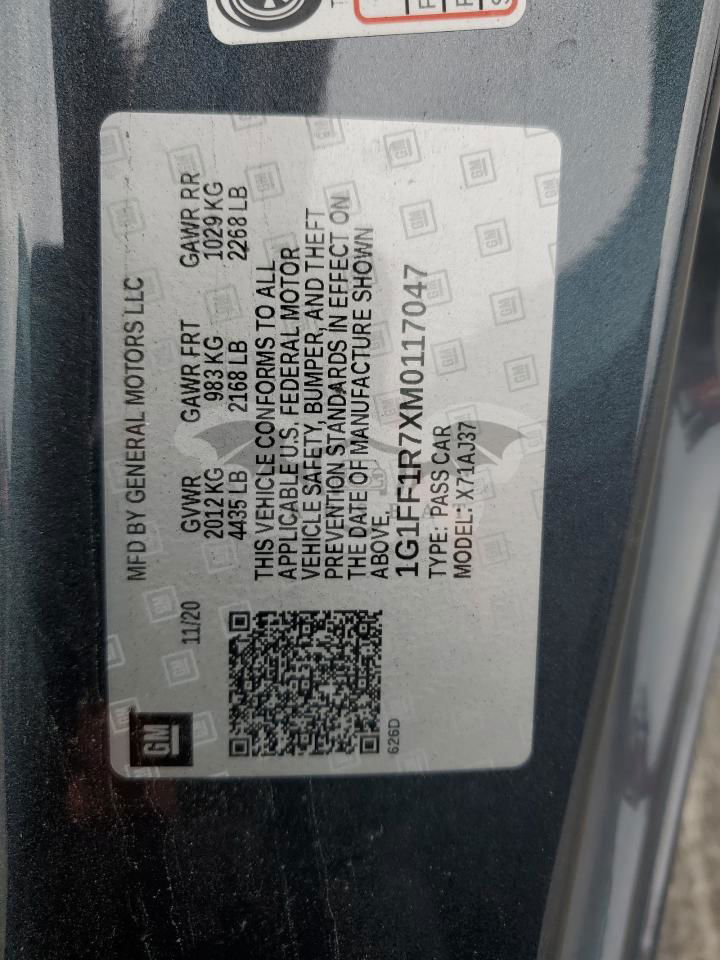 GM
11/20
MFD BY GENERAL MOTORS LLC
GVWR GAWR FRT GAWR RR
2012 KG 983 KG 1029 KG
4435 LB 2168 LB 2268 LB
THIS VEHICLE CONFORMS TO ALL
APPLICABLE U.S. FEDERAL MOTOR
VEHICLE SAFETY, BUMPER, AND THEFT
PREVENTION STANDARDS IN EFFECT ON
THE DATE OF MANUFACTURE SHOWN
ABOVE.
1G1FF1R7XM0117047
TYPE: PASS CAR
MODEL: X71AJ37
626D